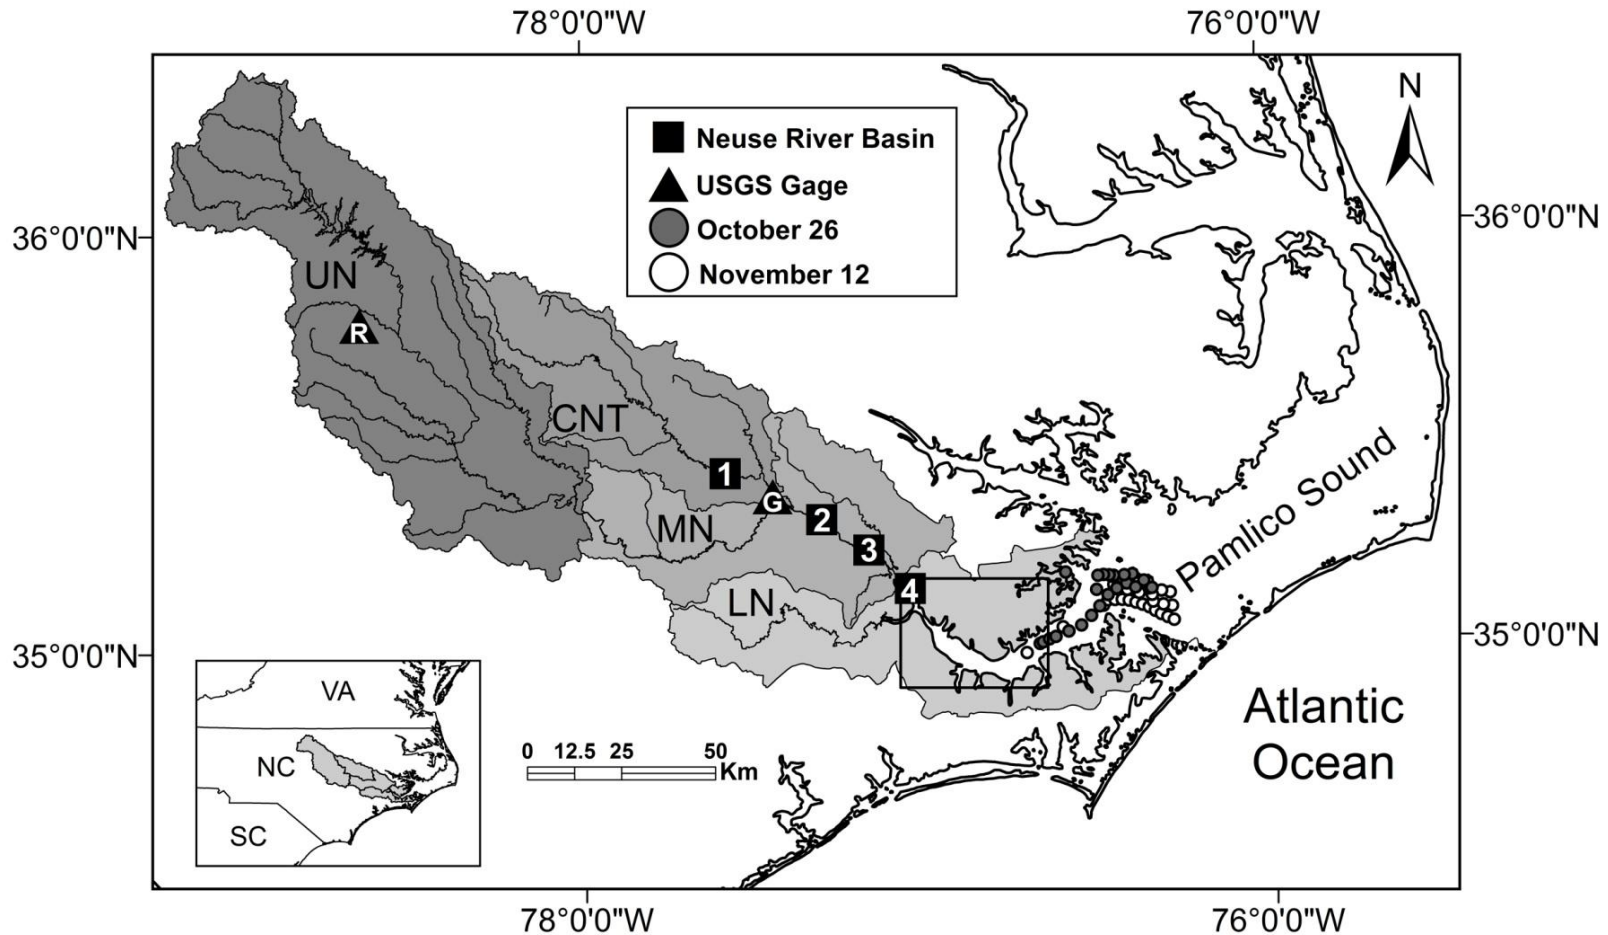 78°0'0"W
76°0'0"W
N
Neuse River Basin
USGS Gage
October 26
November 12
36°0'0"N
36°0'0"N
UN
R
CNT
1
G
MN
2
3
4
LN
Pamlico Sound
35°0'0"N
35°0'0"N
VA
NC
SC
0 12.5 25 50
Km
Atlantic
Ocean
78°0'0"W
76°0'0"W